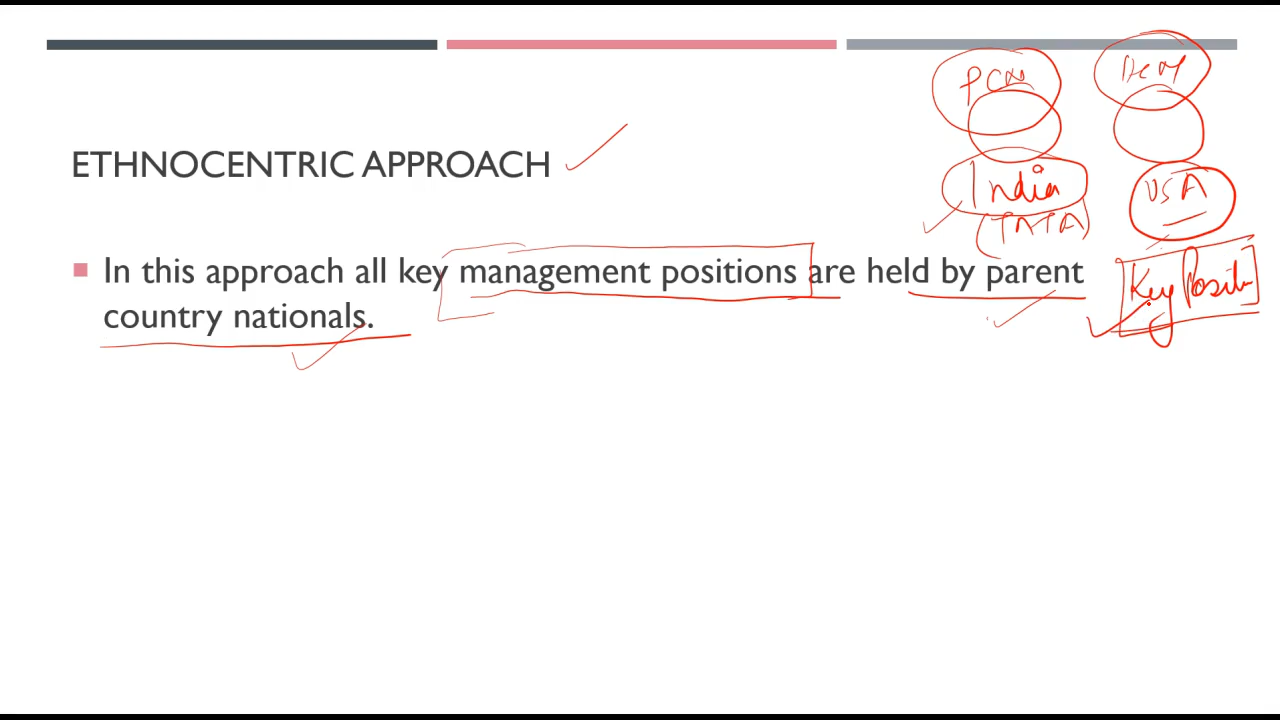 PCN
USA
ETHNOCENTRIC APPROACH
India
(TATA)
In this approach all key management positions are held by parent
country nationals.
Key Positi